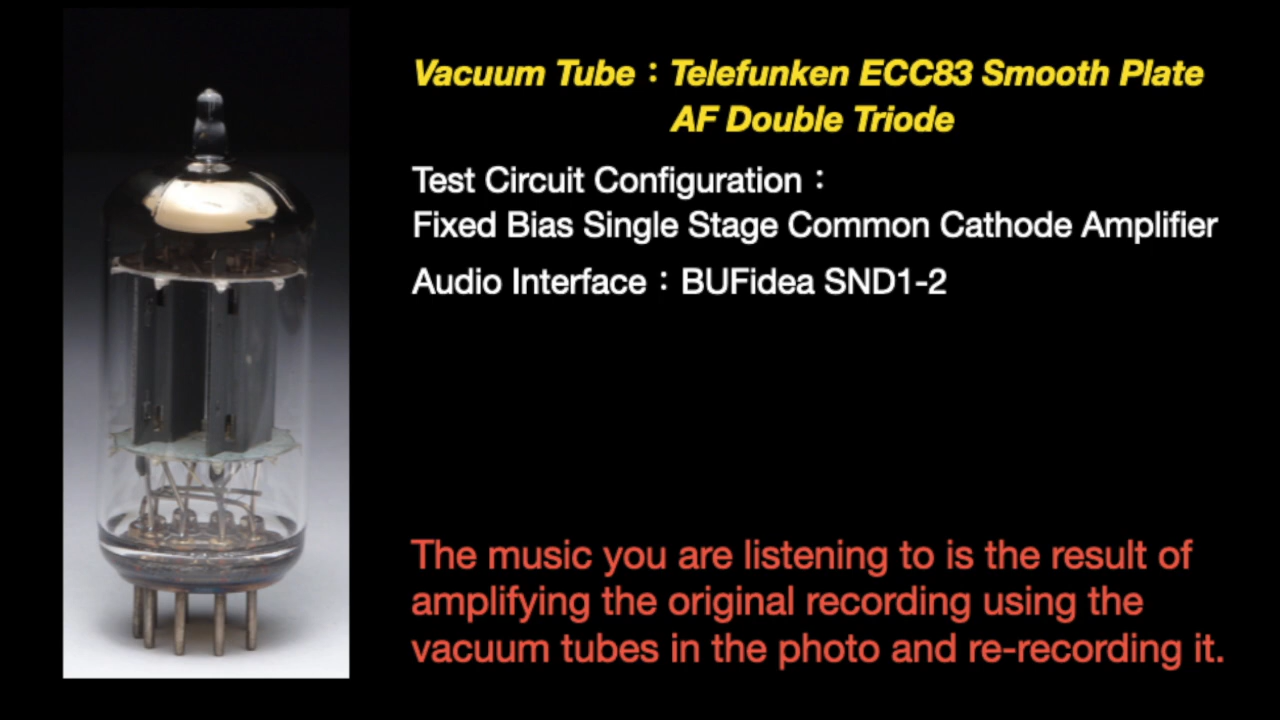 Vacuum Tube：Telefunken ECC83 Smooth Plate
AF Double Triode
Test Circuit Configuration：
Fixed Bias Single Stage Common Cathode Amplifier
Audio Interface：BUFidea SND1-2
The music you are listening to is the result of
amplifying the original recording using the
vacuum tubes in the photo and re-recording it.